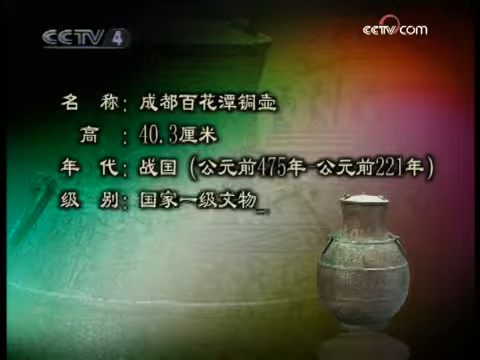 CCTV 4
CCTV.com
名 称：成都百花潭铜壶
高 ：40.3厘米
年 代：战国（公元前475年-公元前221年）
级 别：国家一级文物_